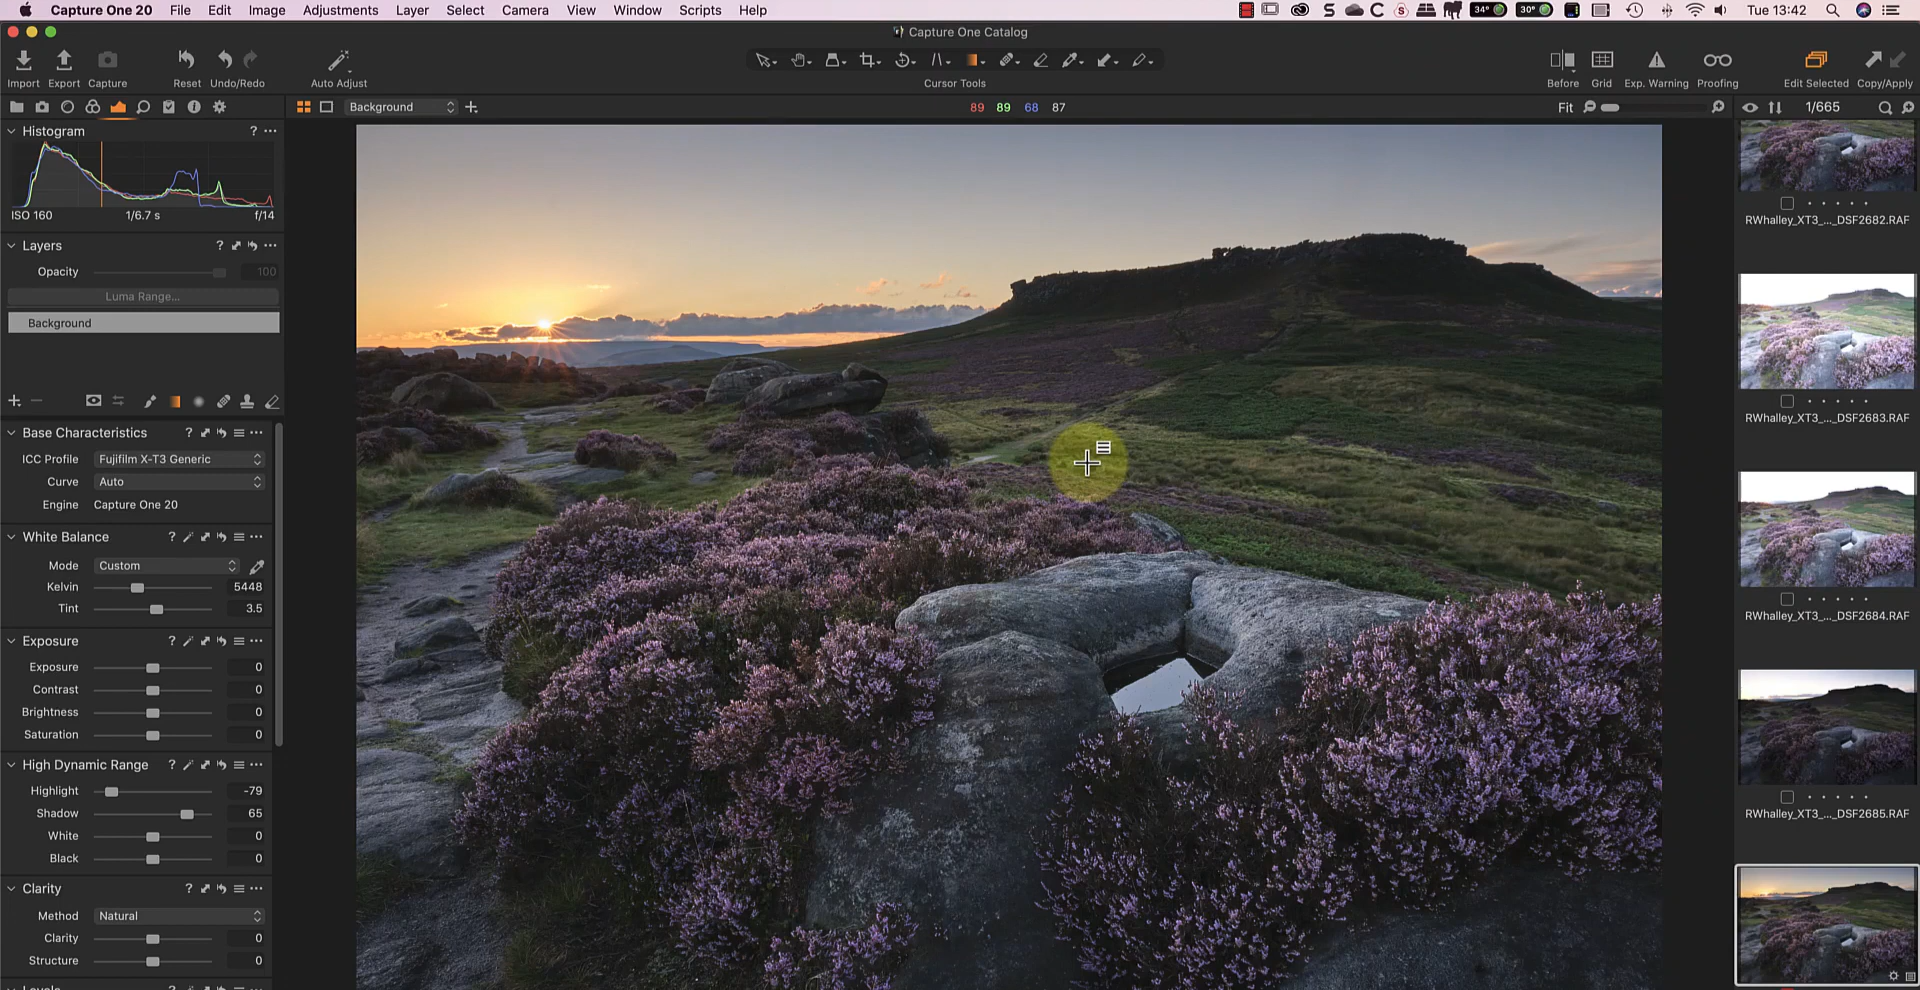 Capture One 20 File Edit Image Adjustments Layer Select Camera View Window Scripts Help 34° 30° Tue 13:42
Capture One Catalog
Import Export Capture Reset Undo/Redo Auto Adjust Cursor Tools Before Grid Exp. Warning Proofing Edit Selected Copy/Apply
Background 89 89 68 87 Fit 1/665
Histogram
ISO 160 1/6.7 s f/14
Layers
Opacity 100
Luma Range...
Background
Base Characteristics
ICC Profile Fujifilm X-T3 Generic
Curve Auto
Engine Capture One 20
White Balance
Mode Custom
Kelvin 5448
Tint 3.5
Exposure
Exposure 0
Contrast 0
Brightness 0
Saturation 0
High Dynamic Range
Highlight -79
Shadow 65
White 0
Black 0
Clarity
Method Natural
Clarity 0
Structure 0
RWhalley_XT3_..._DSF2682.RAF
RWhalley_XT3_..._DSF2683.RAF
RWhalley_XT3_..._DSF2684.RAF
RWhalley_XT3_..._DSF2685.RAF